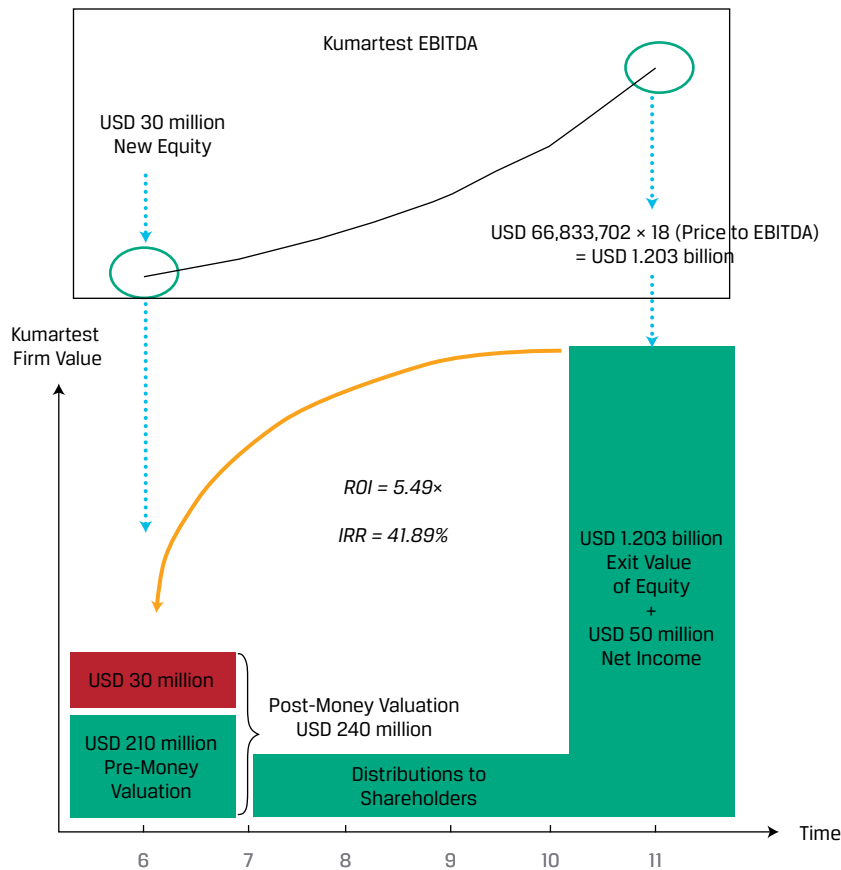 Kumartest EBITDA
USD 30 million
New Equity
USD 66,833,702 × 18 (Price to EBITDA)
= USD 1.203 billion
Kumartest
Firm Value
ROI = 5.49×
IRR = 41.89%
USD 1.203 billion
Exit Value
of Equity
+
USD 50 million
Net Income
USD 30 million
Post-Money Valuation
USD 240 million
USD 210 million
Pre-Money
Valuation
Distributions to
Shareholders
Time
6 7 8 9 10 11